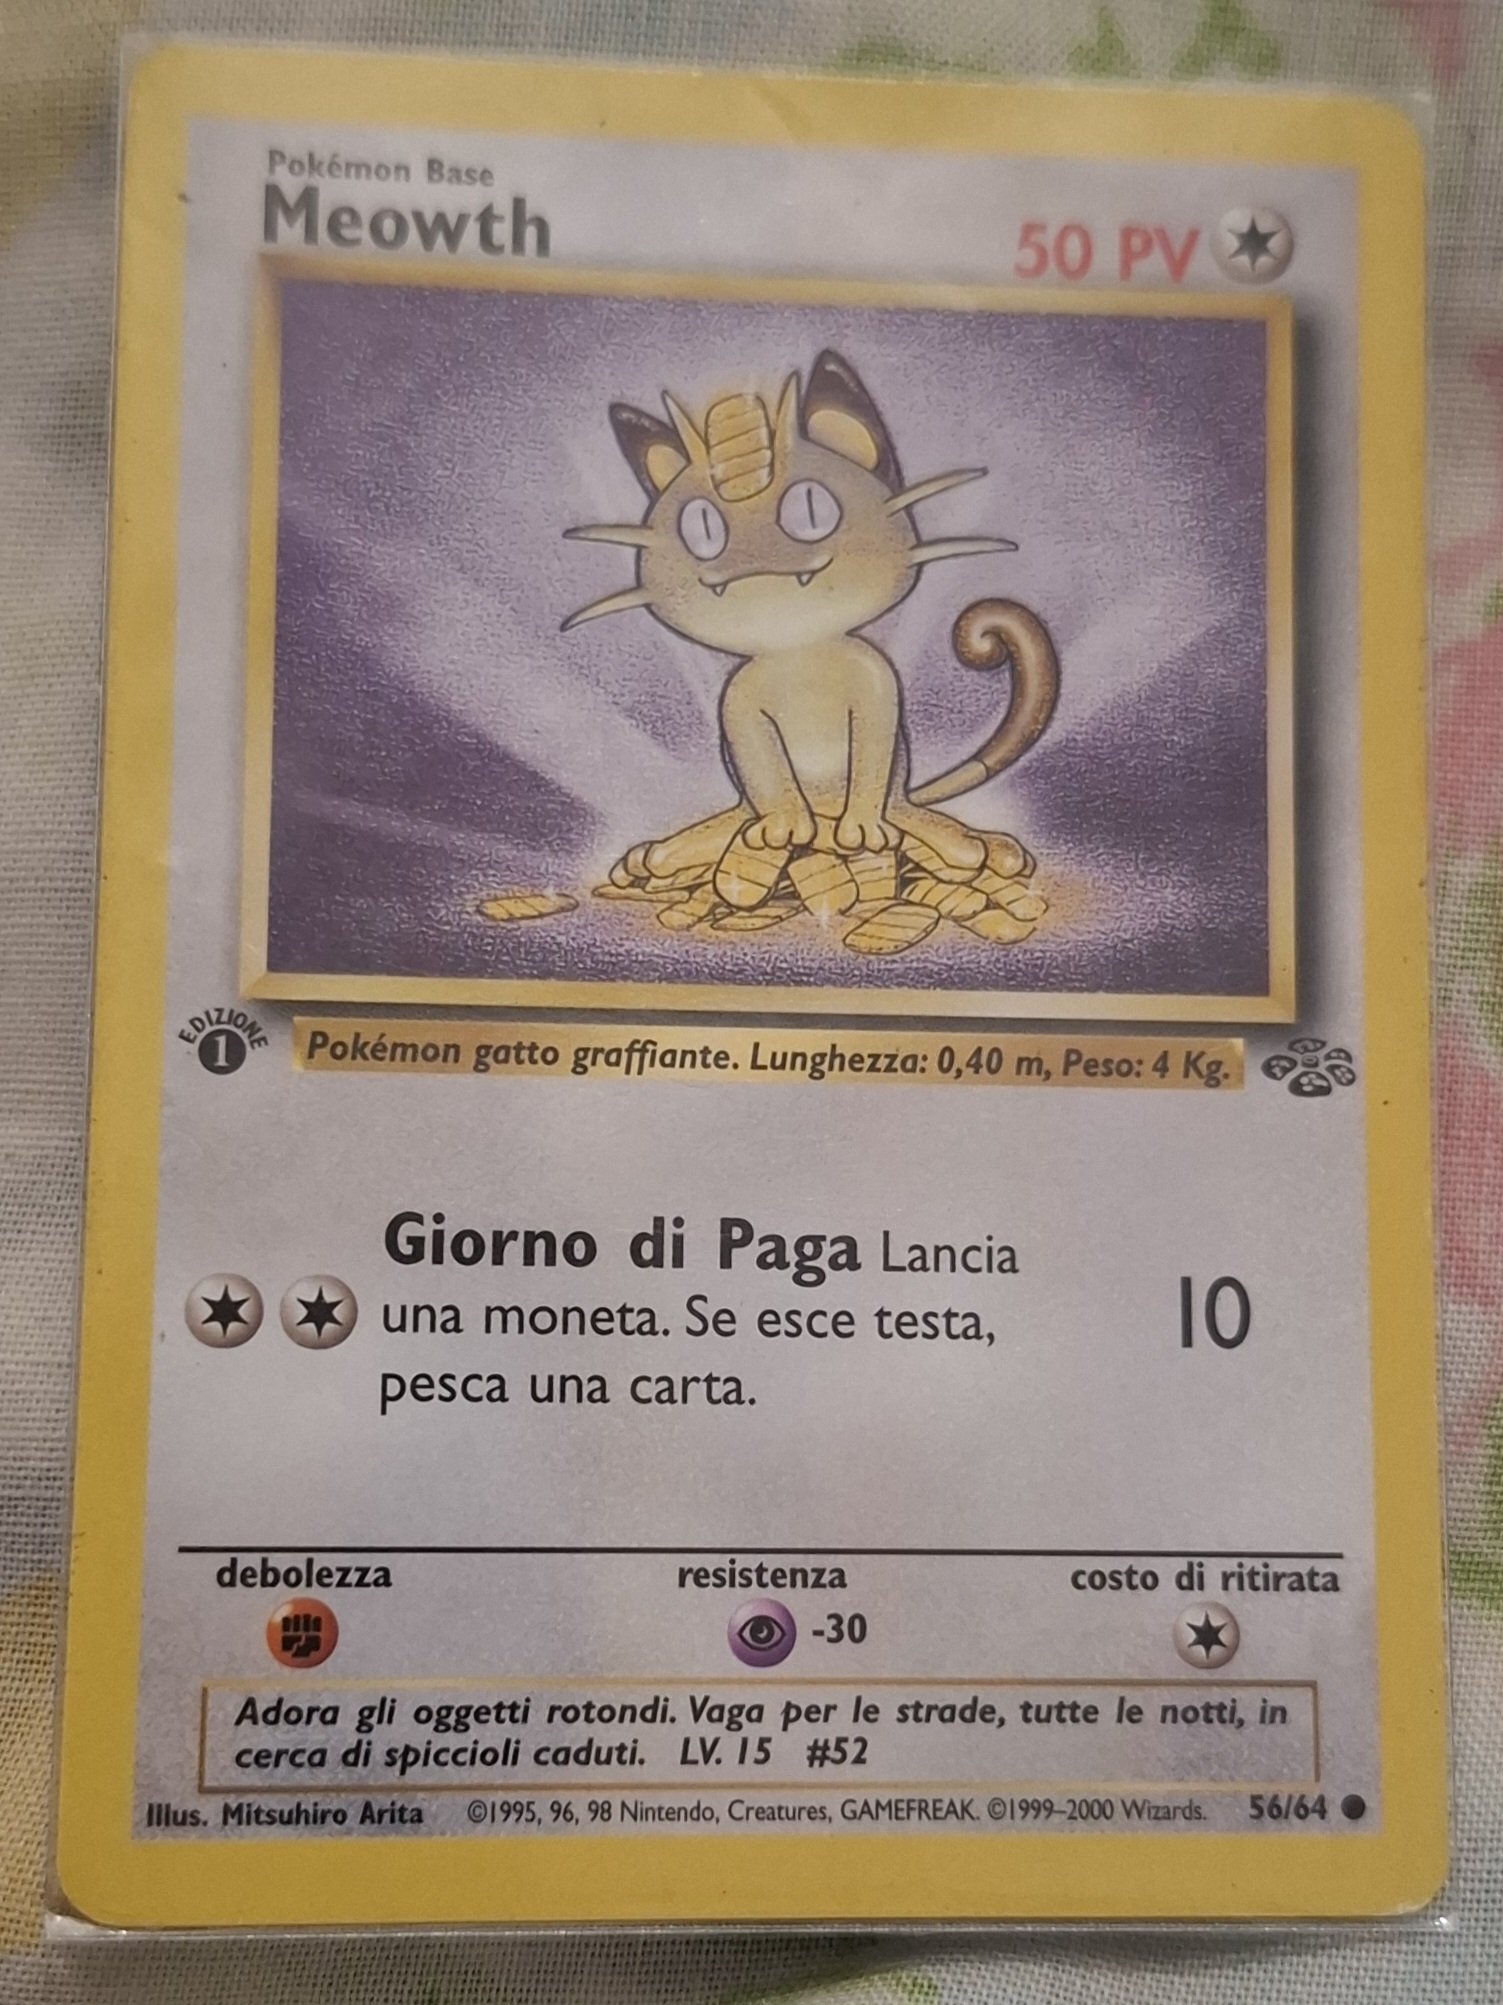 Pokémon Base
Meowth
50 PV
EDIZIONE
1
Pokémon gatto graffiante. Lunghezza: 0,40 m, Peso: 4 Kg.
Giorno di Paga Lancia
una moneta. Se esce testa,
pesca una carta.
10
debolezza
resistenza
costo di ritirata
-30
Adora gli oggetti rotondi. Vaga per le strade, tutte le notti, in
cerca di spiccioli caduti. LV. 15 #52
Illus. Mitsuhiro Arita ©1995, 96, 98 Nintendo, Creatures, GAMEFREAK. ©1999–2000 Wizards. 56/64